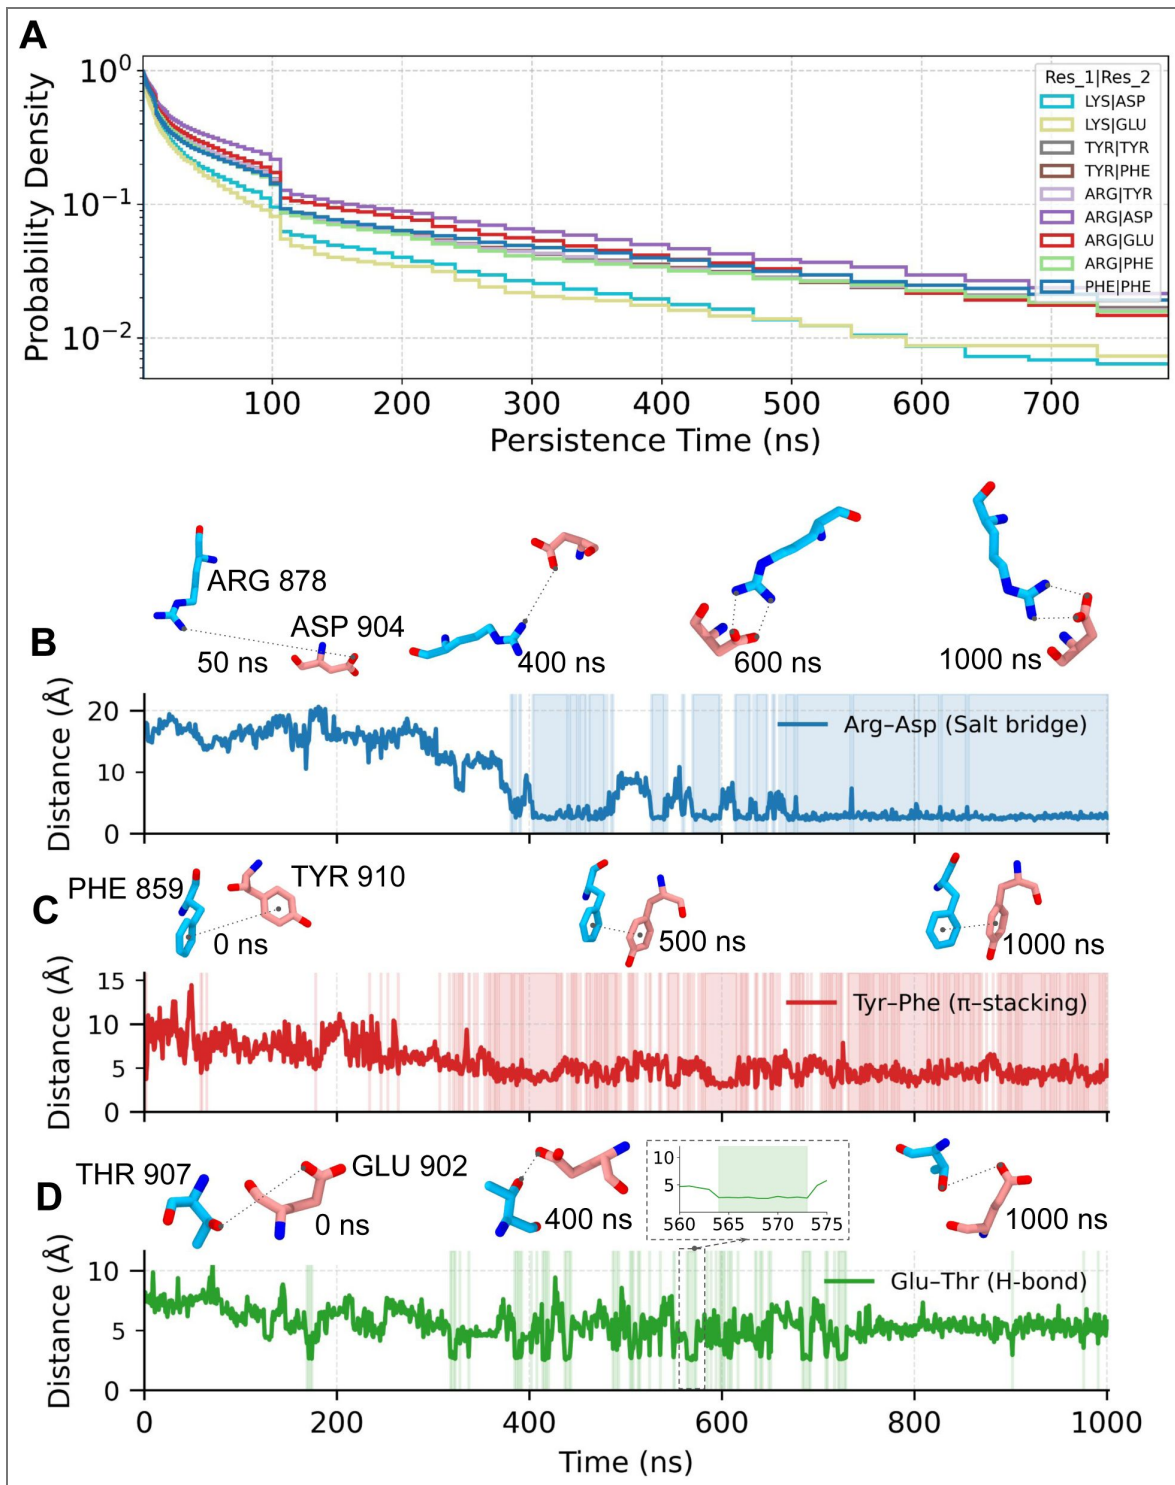 A
Probability Density
10⁰
10⁻¹
10⁻²
Res_1|Res_2
LYS|ASP
LYS|GLU
TYR|TYR
TYR|PHE
ARG|TYR
ARG|ASP
ARG|GLU
ARG|PHE
PHE|PHE
100 200 300 400 500 600 700
Persistence Time (ns)
B
ARG 878
ASP 904
50 ns
400 ns
600 ns
1000 ns
Distance (Å)
20
10
0
Arg–Asp (Salt bridge)
C
PHE 859
TYR 910
0 ns
500 ns
1000 ns
Distance (Å)
15
10
5
0
Tyr–Phe (π–stacking)
D
THR 907
GLU 902
0 ns
400 ns
1000 ns
10
5
560 565 570 575
Distance (Å)
10
5
0
Glu–Thr (H-bond)
0 200 400 600 800 1000
Time (ns)